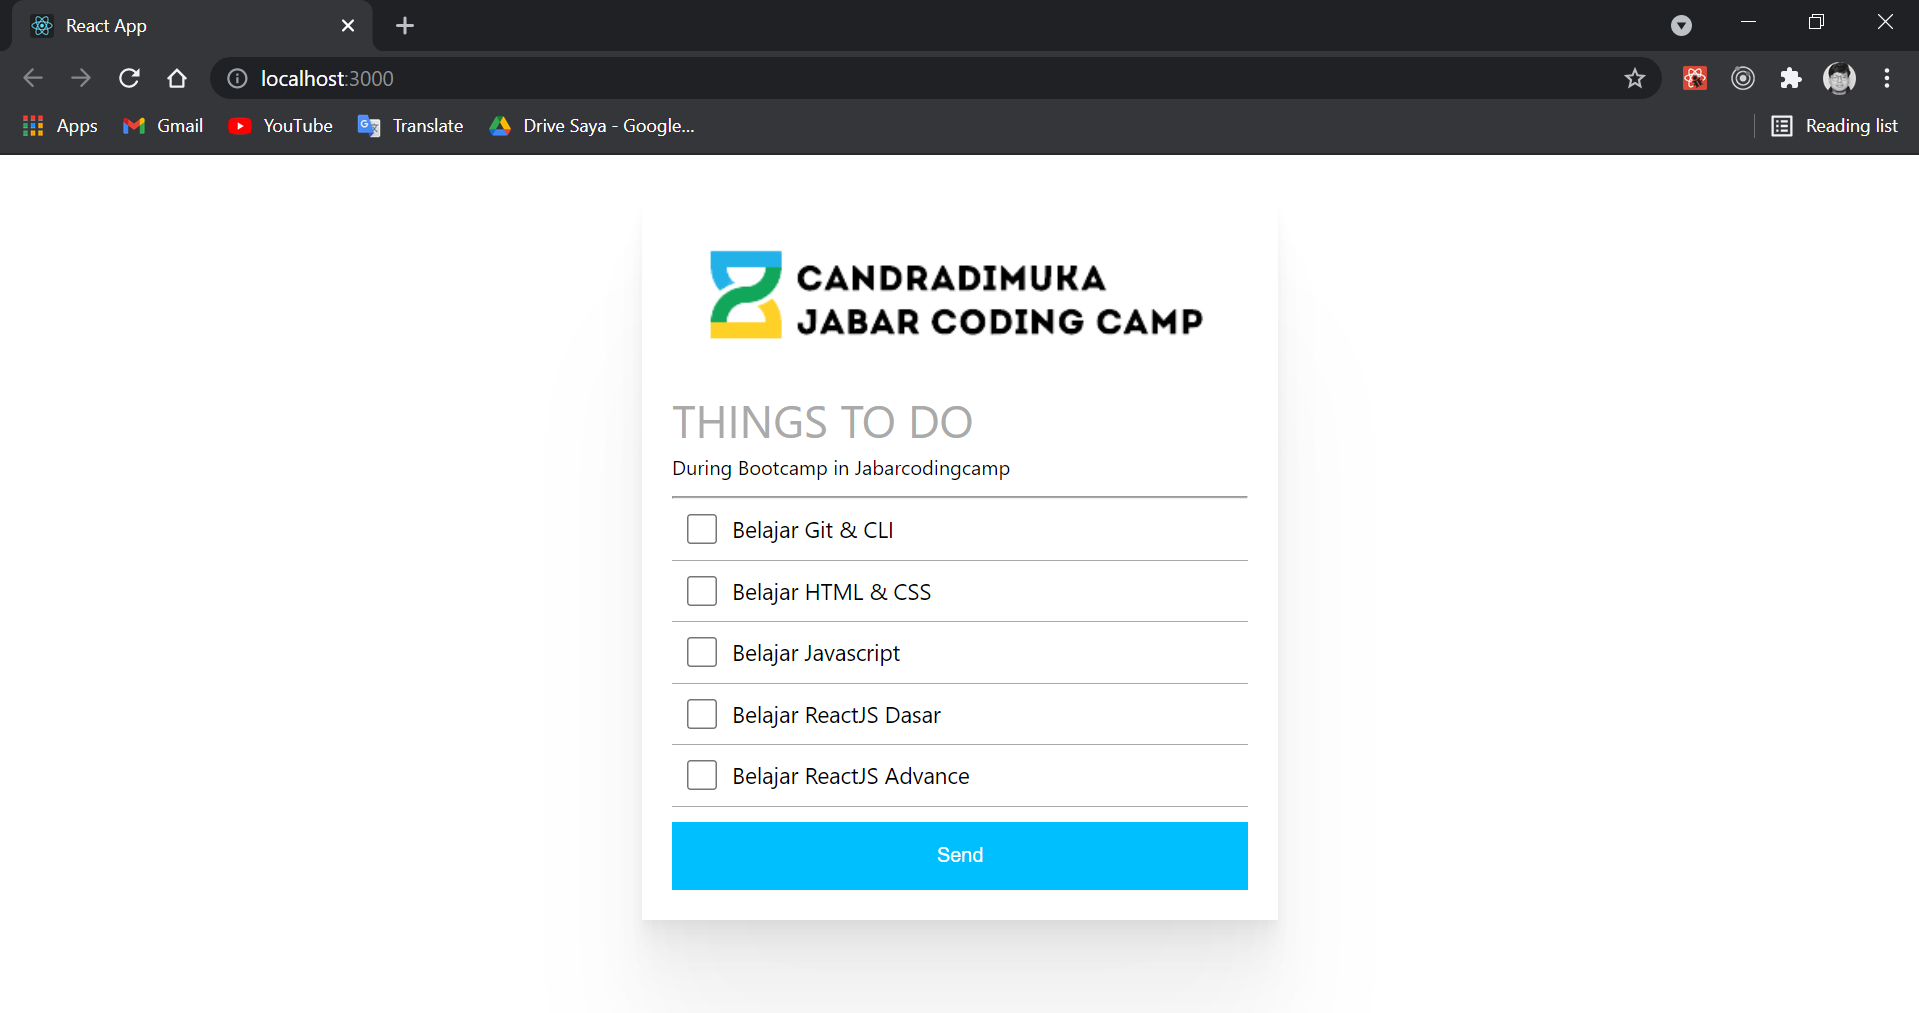 React App
localhost:3000
Apps
Gmail
YouTube
Translate
Drive Saya - Google...
Reading list
CANDRADIMUKA
JABAR CODING CAMP
THINGS TO DO
During Bootcamp in Jabarcodingcamp
Belajar Git & CLI
Belajar HTML & CSS
Belajar Javascript
Belajar ReactJS Dasar
Belajar ReactJS Advance
Send